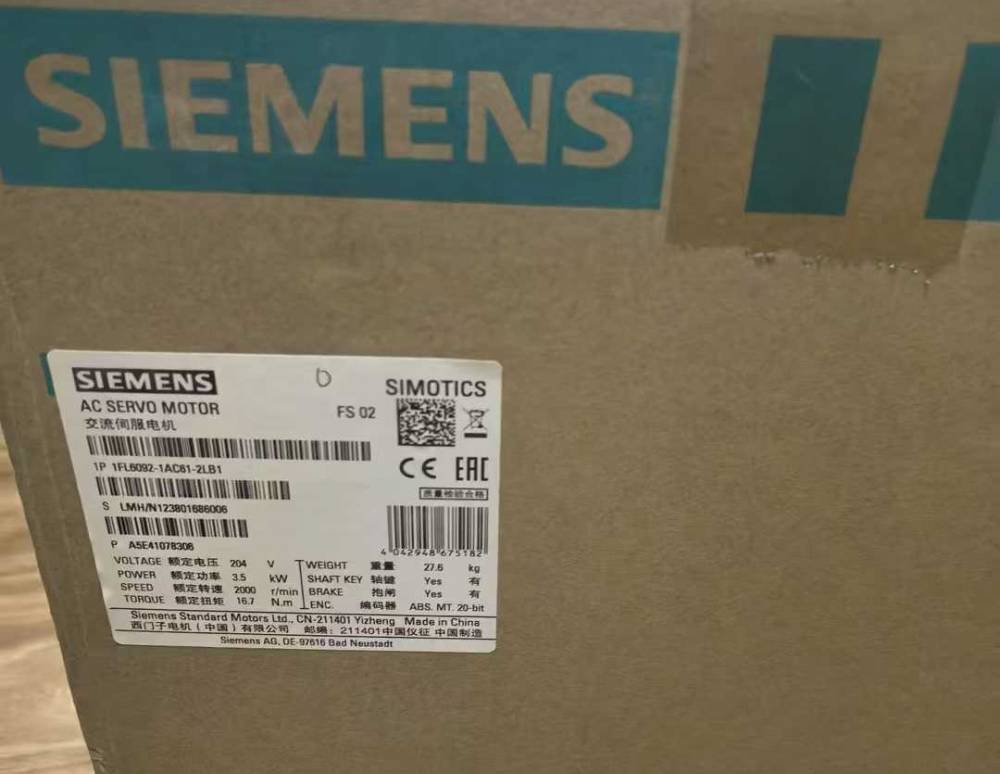 SIEMENS
SIEMENS
SIMOTICS
AC SERVO MOTOR
FS 02
交流伺服电机
1P 1FL6092-1AC61-2LB1
S LMH/N123801686006
P A5E41078306
CE EAC
质量检验合格
4 042948 675182
VOLTAGE 额定电压 204 V
POWER 额定功率 3.5 kW
SPEED 额定转速 2000 r/min
TORQUE 额定扭矩 16.7 N.m
WEIGHT 重量 27.6 kg
SHAFT KEY 轴键 Yes 有
BRAKE 抱闸 Yes 有
ENC. 编码器 ABS. MT. 20-bit
Siemens Standard Motors Ltd., CN-211401 Yizheng Made in China
西门子电机（中国）有限公司 邮编：211401中国仪征 中国制造
Siemens AG, DE-97616 Bad Neustadt